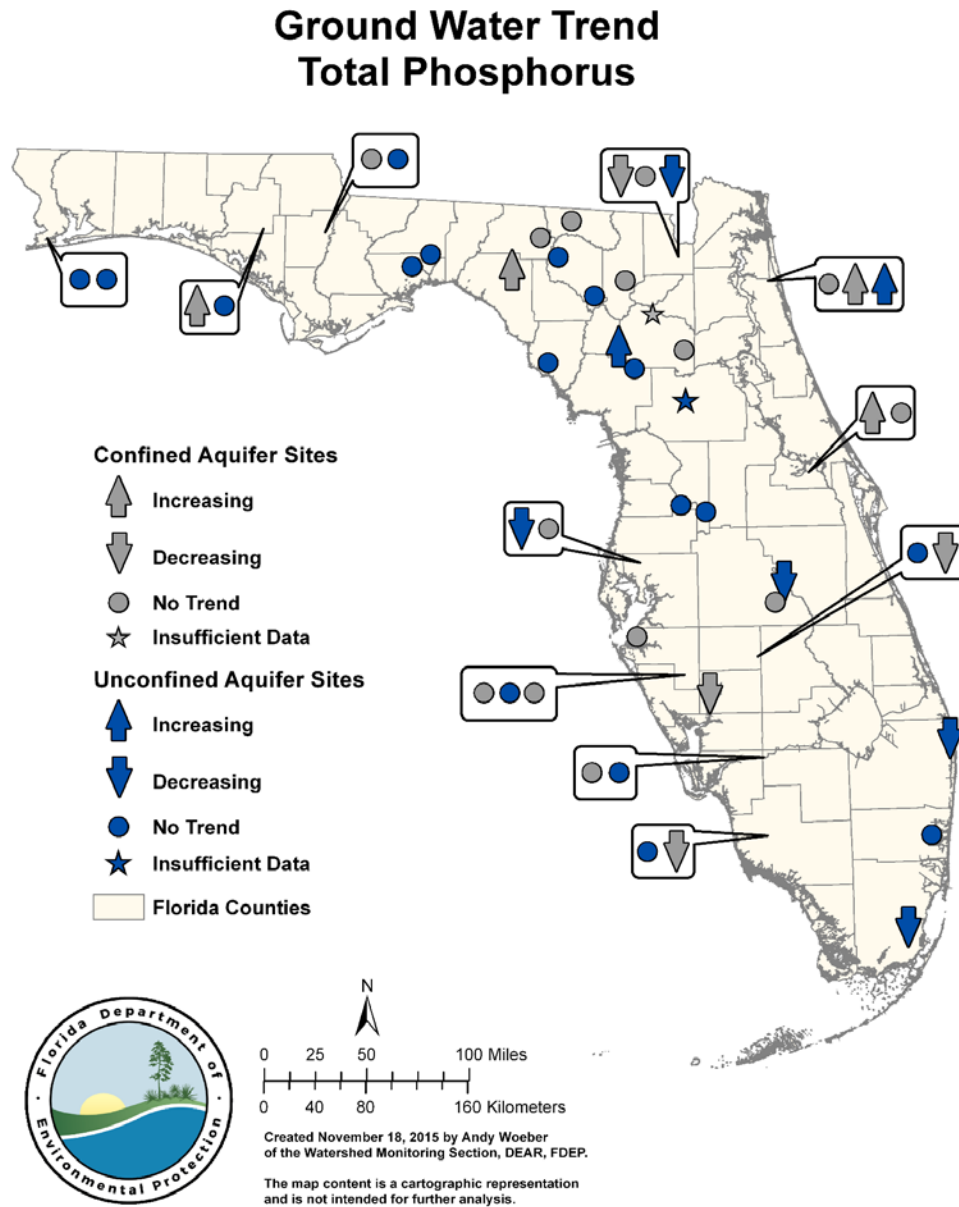 Ground Water Trend
Total Phosphorus
Confined Aquifer Sites
Increasing
Decreasing
No Trend
Insufficient Data
Unconfined Aquifer Sites
Increasing
Decreasing
No Trend
Insufficient Data
Florida Counties
Florida Department of
Environmental Protection
N
0 25 50 100 Miles
0 40 80 160 Kilometers
Created November 18, 2015 by Andy Woeber
of the Watershed Monitoring Section, DEAR, FDEP.
The map content is a cartographic representation
and is not intended for further analysis.